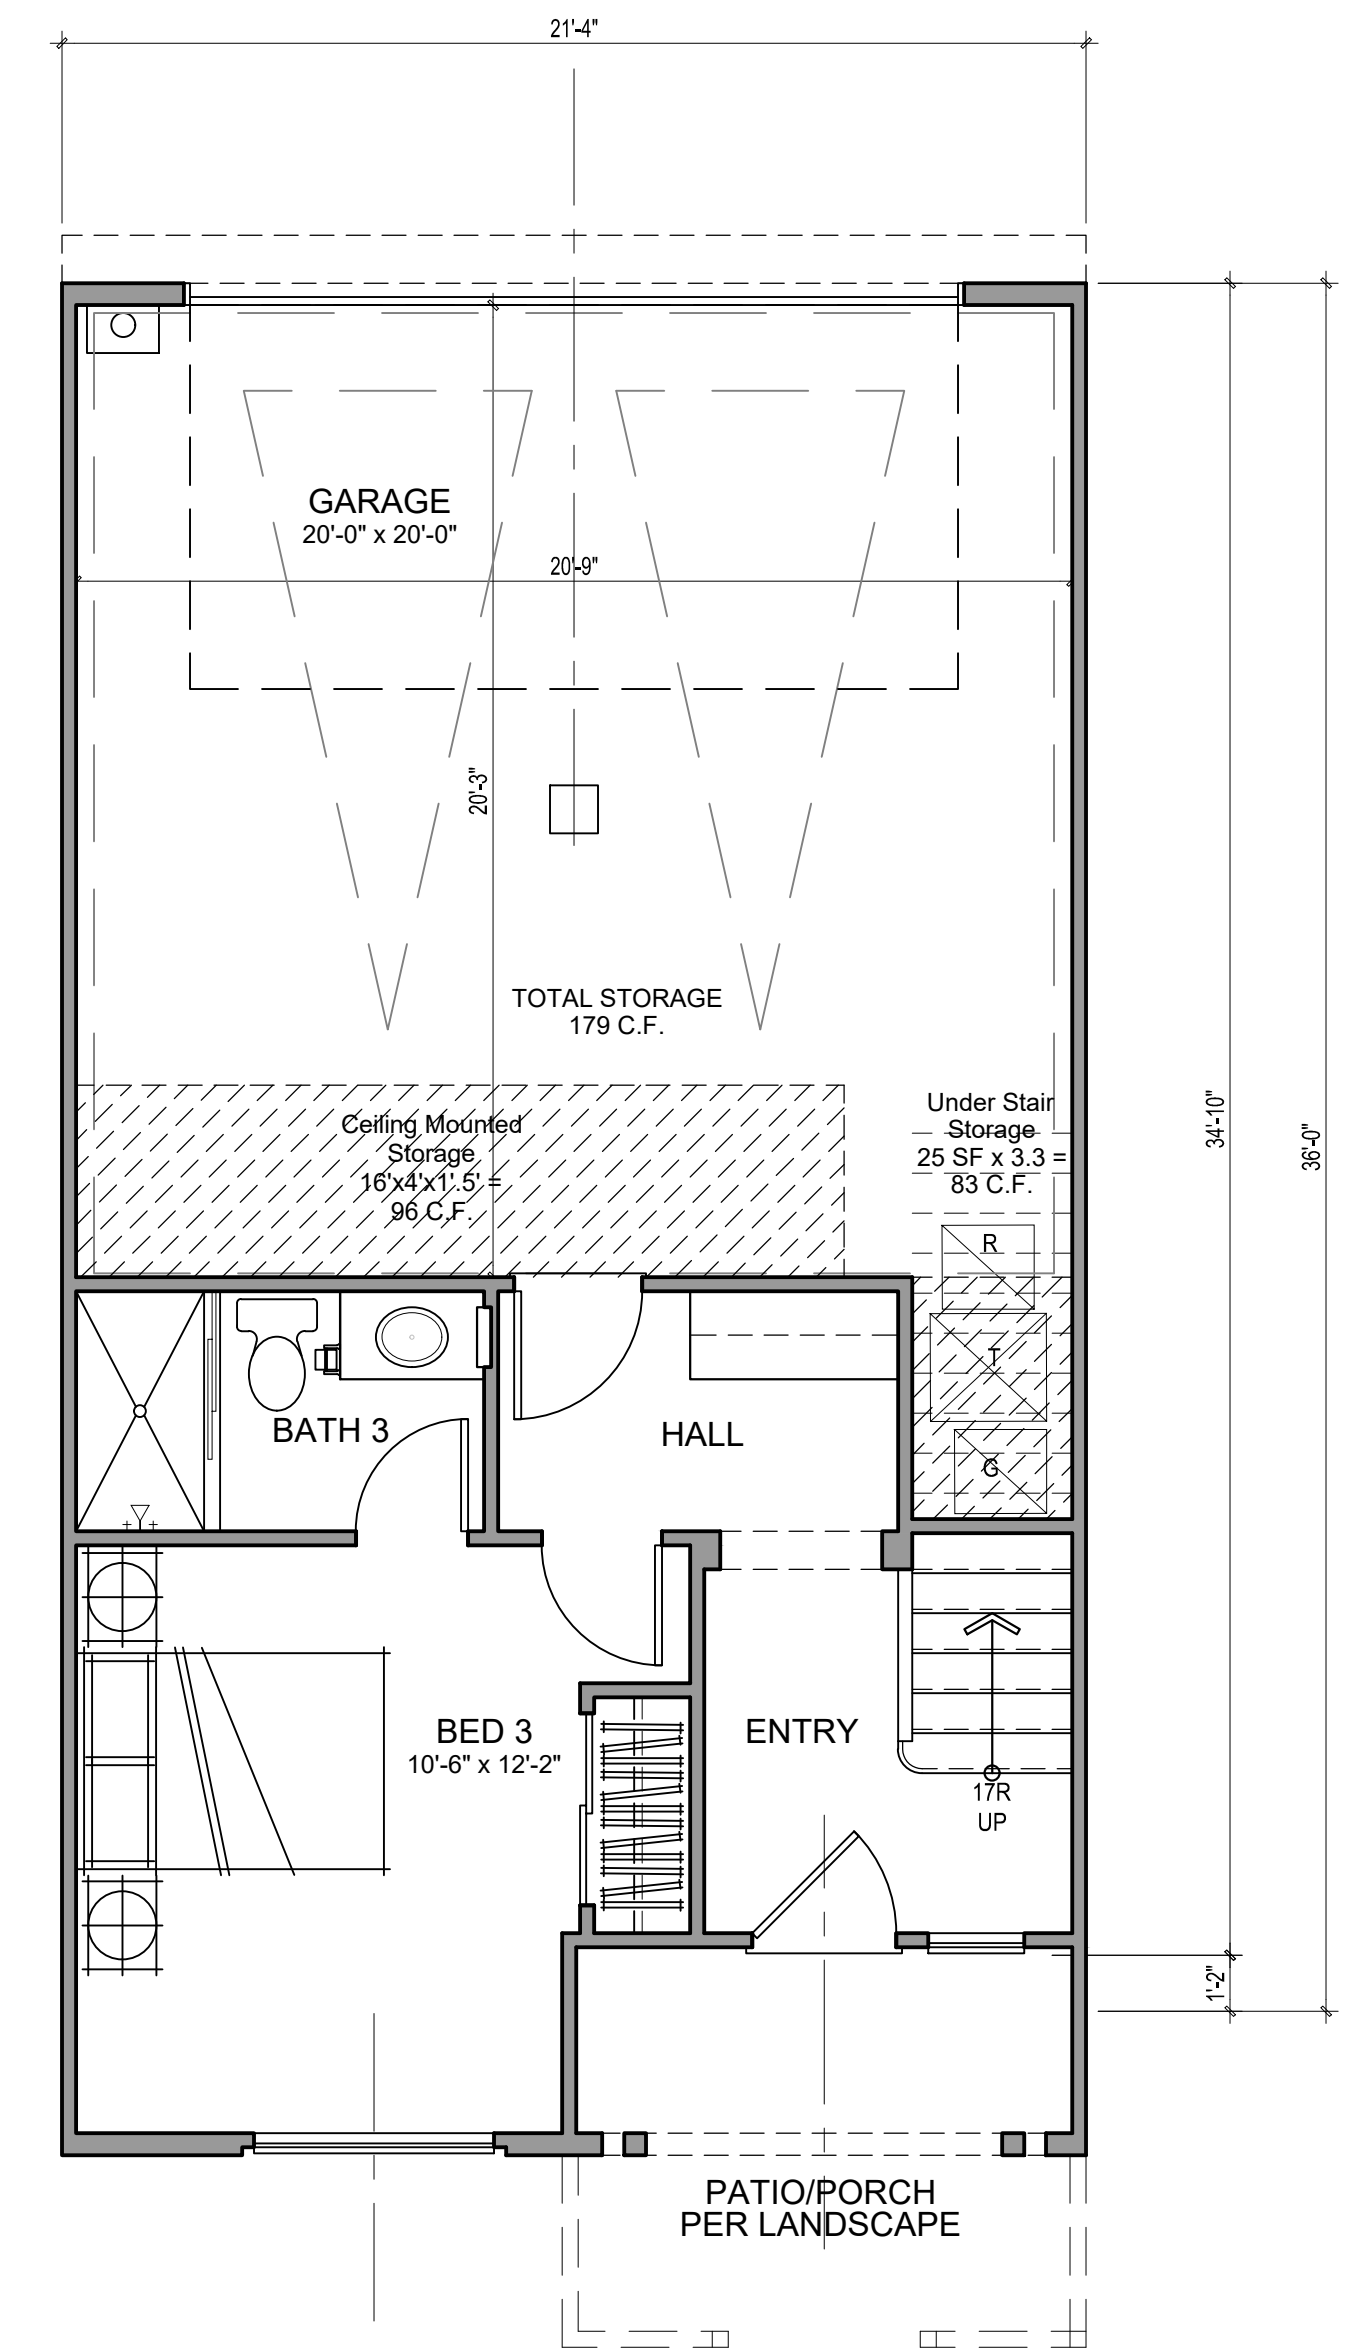 21'-4"
GARAGE
20'-0" x 20'-0"
20'-9"
20'-3"
TOTAL STORAGE
179 C.F.
Ceiling Mounted
Storage
16'x4'x1'.5' =
96 C.F.
Under Stair
Storage
25 SF x 3.3 =
83 C.F.
34'-10"
36'-0"
R
T
G
BATH 3
HALL
BED 3
10'-6" x 12'-2"
ENTRY
17R
UP
1'-2"
PATIO/PORCH
PER LANDSCAPE